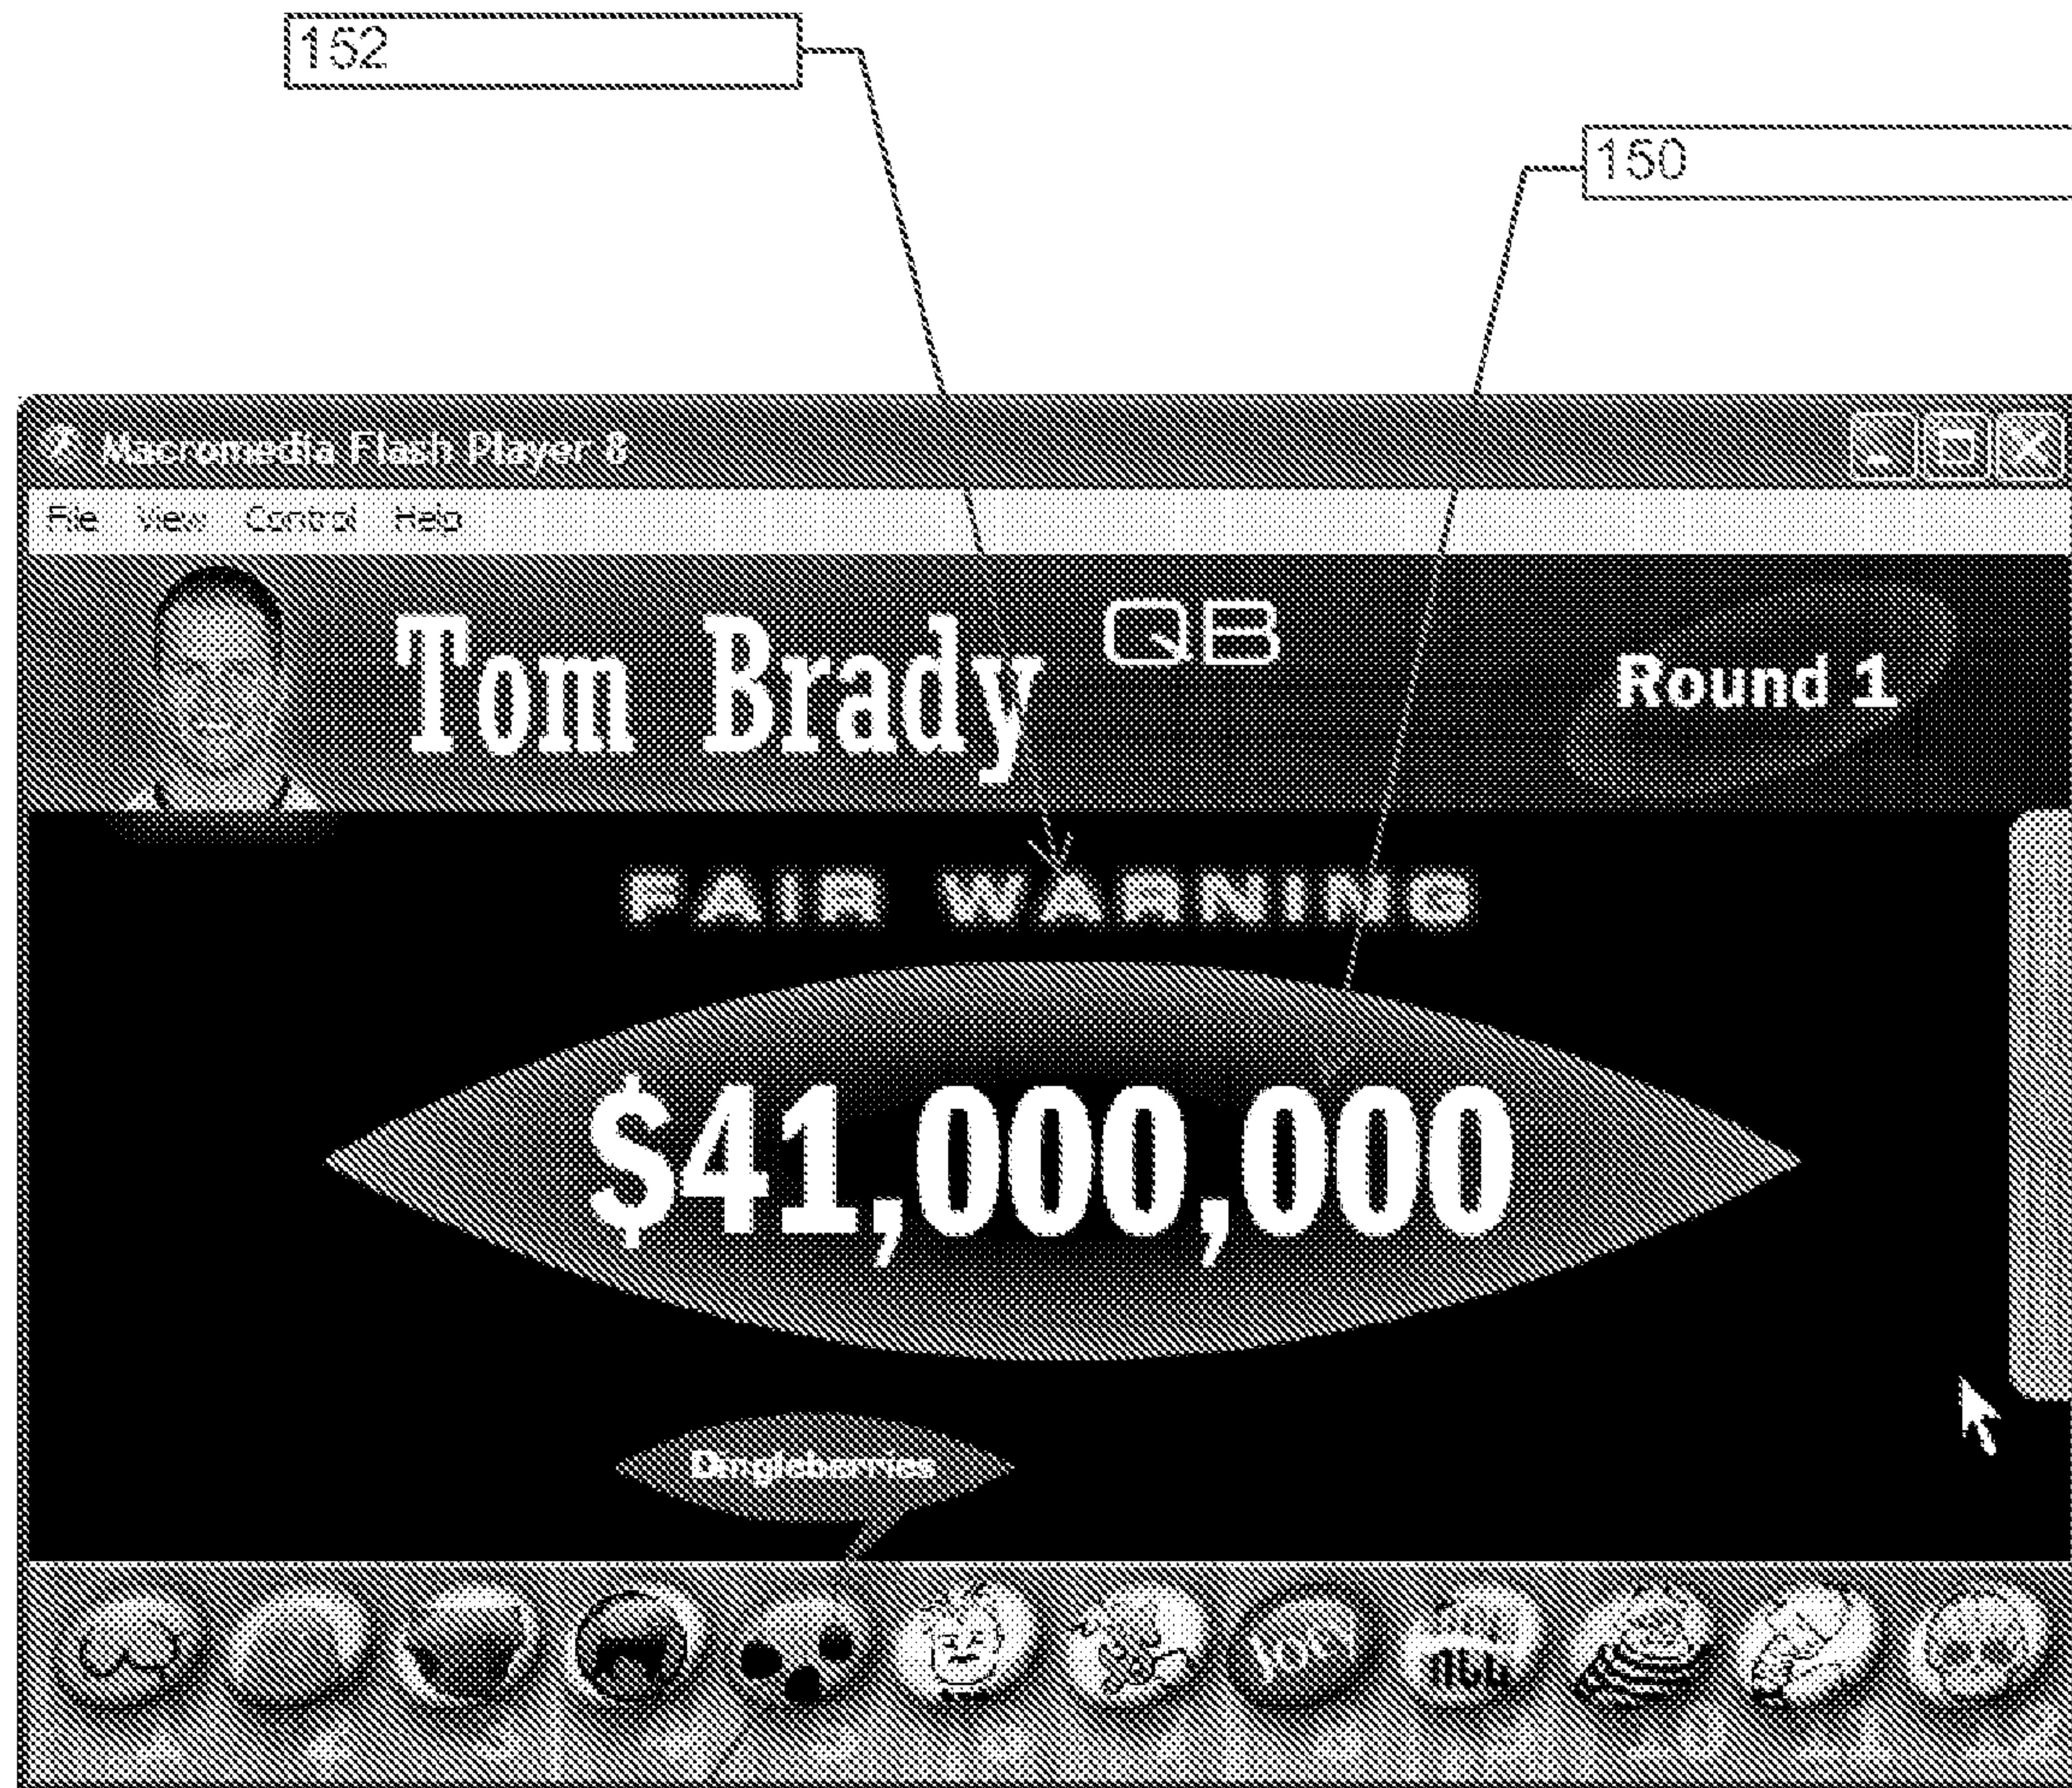 152
150
Macromedia Flash Player 8
File View Control Help
Tom Brady QB
Round 1
FAIR WARNING
$41,000,000
Dingleberries